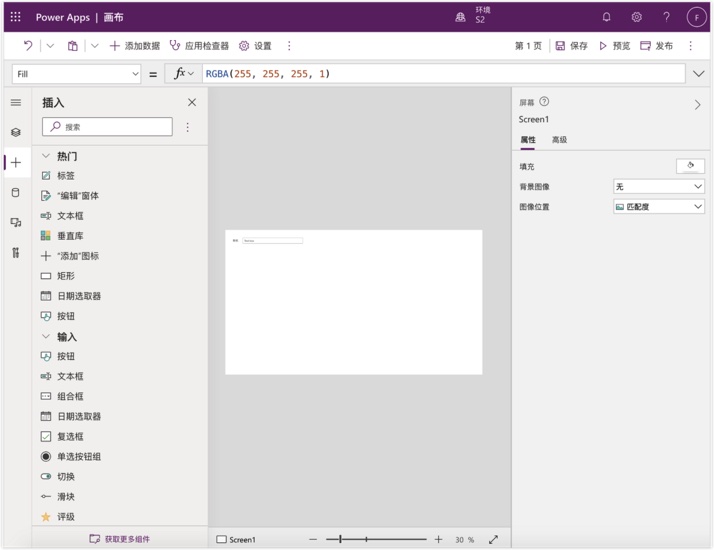 Power Apps | 画布
环境
S2
F
添加数据
应用检查器
设置
第 1 页
保存
预览
发布
Fill
=
fx
RGBA(255, 255, 255, 1)
插入
搜索
热门
标签
“编辑”窗体
文本框
垂直库
“添加”图标
矩形
日期选取器
按钮
输入
按钮
文本框
组合框
日期选取器
复选框
单选按钮组
切换
滑块
评级
获取更多组件
Screen1
30 %
屏幕
Screen1
属性
高级
填充
背景图像
无
图像位置
匹配度